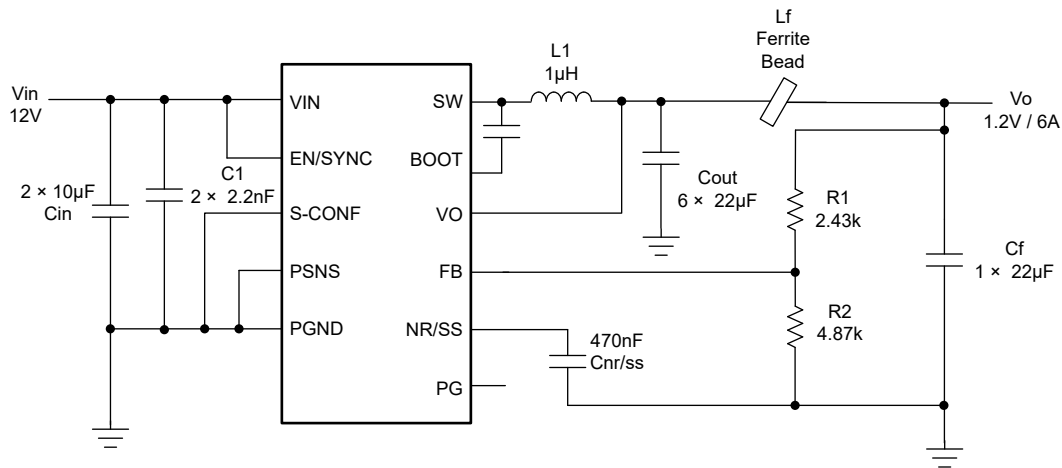 Lf
Ferrite
Bead
L1
1µH
Vin
12V
VIN
SW
Vo
1.2V / 6A
EN/SYNC
BOOT
C1
2 × 2.2nF
2 × 10µF
Cin
Cout
6 × 22µF
R1
2.43k
S-CONF
VO
PSNS
FB
Cf
1 × 22µF
R2
4.87k
PGND
NR/SS
470nF
Cnr/ss
PG